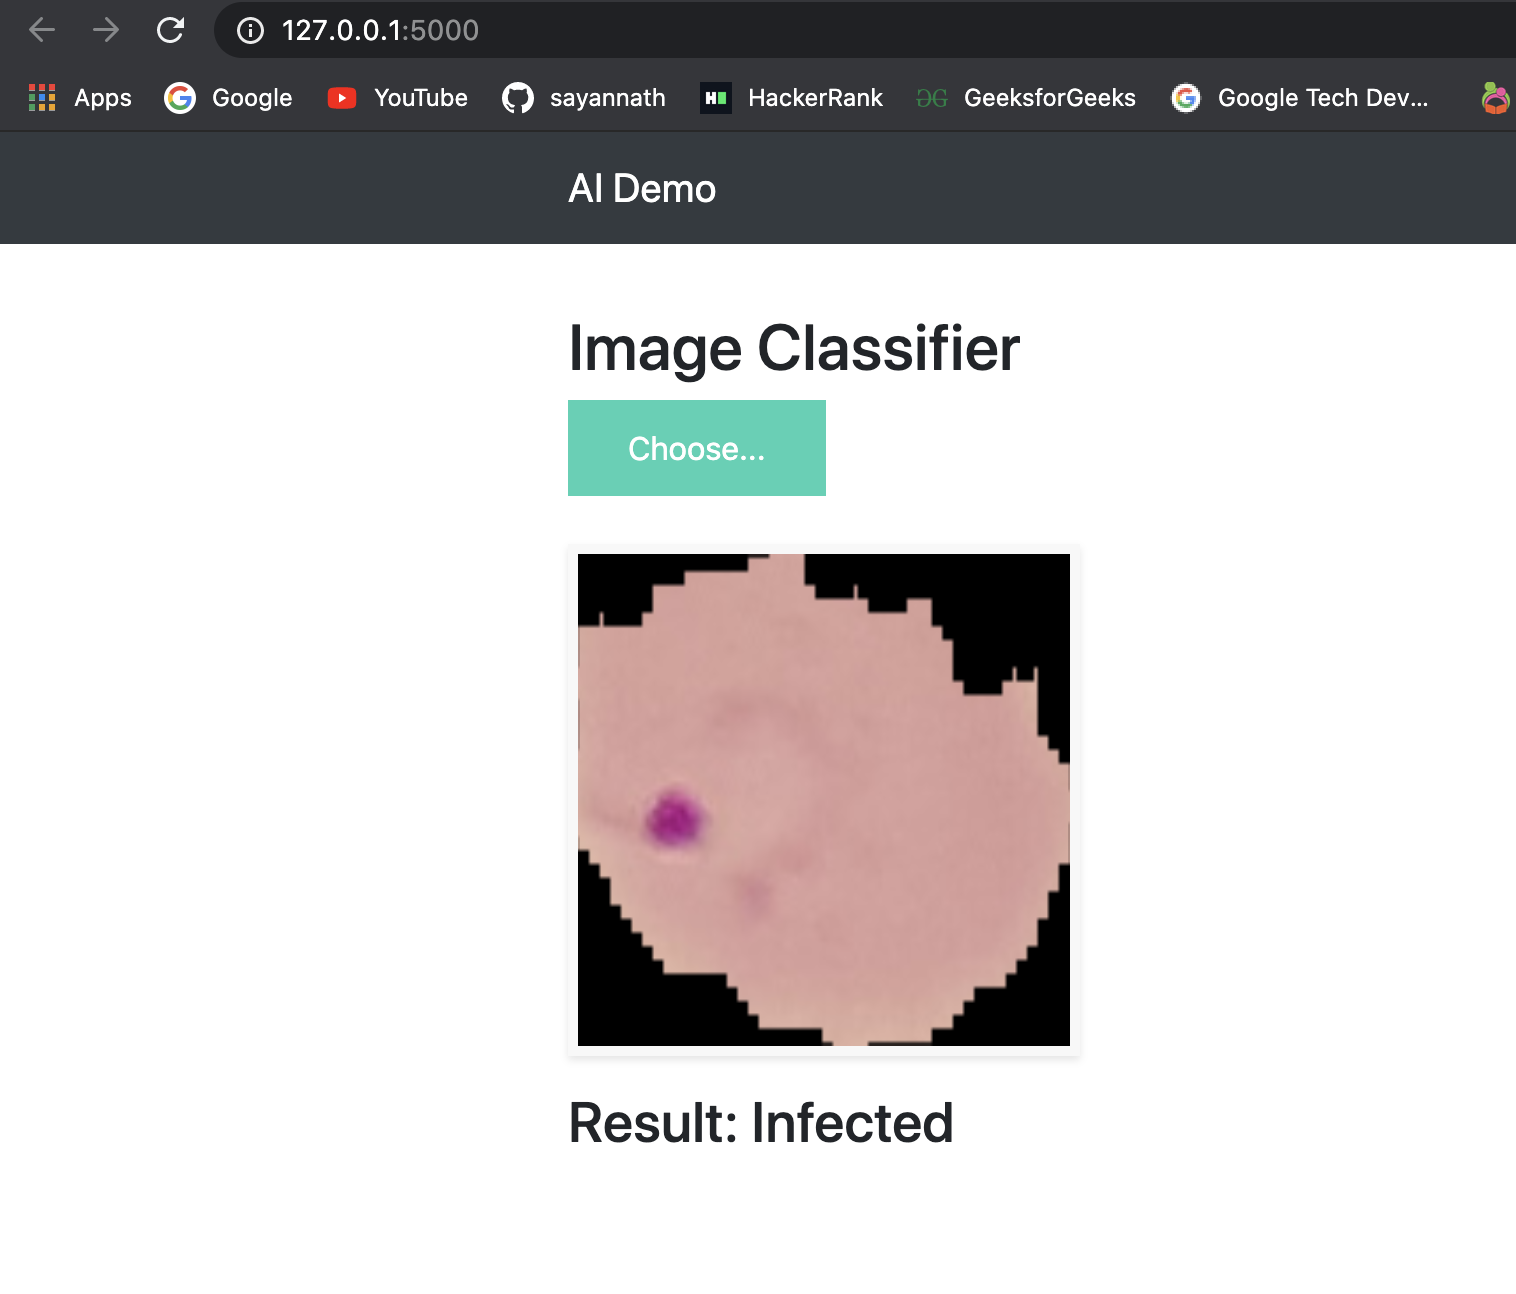 127.0.0.1:5000
Apps Google YouTube sayannath HackerRank GeeksforGeeks Google Tech Dev...
AI Demo
Image Classifier
Choose...
Result: Infected